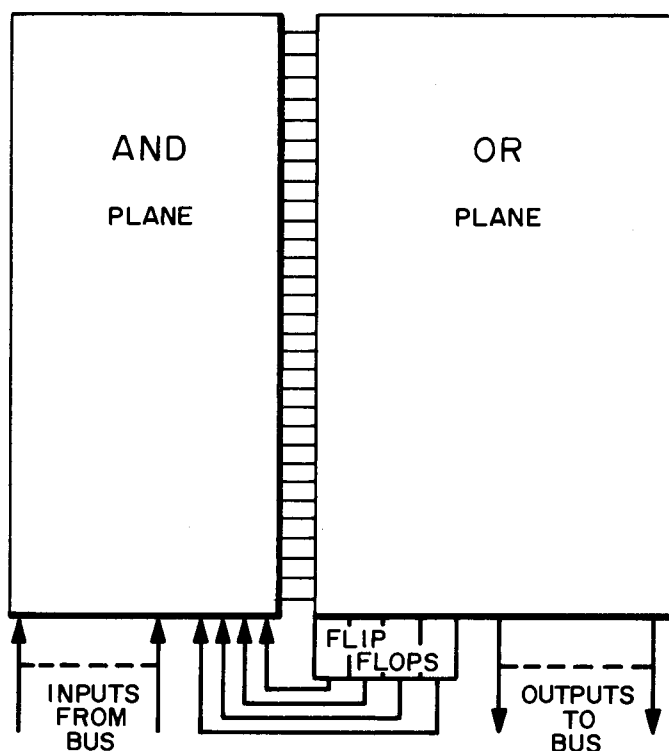 AND
PLANE
OR
PLANE
FLIP
FLOPS
INPUTS
FROM
BUS
OUTPUTS
TO
BUS